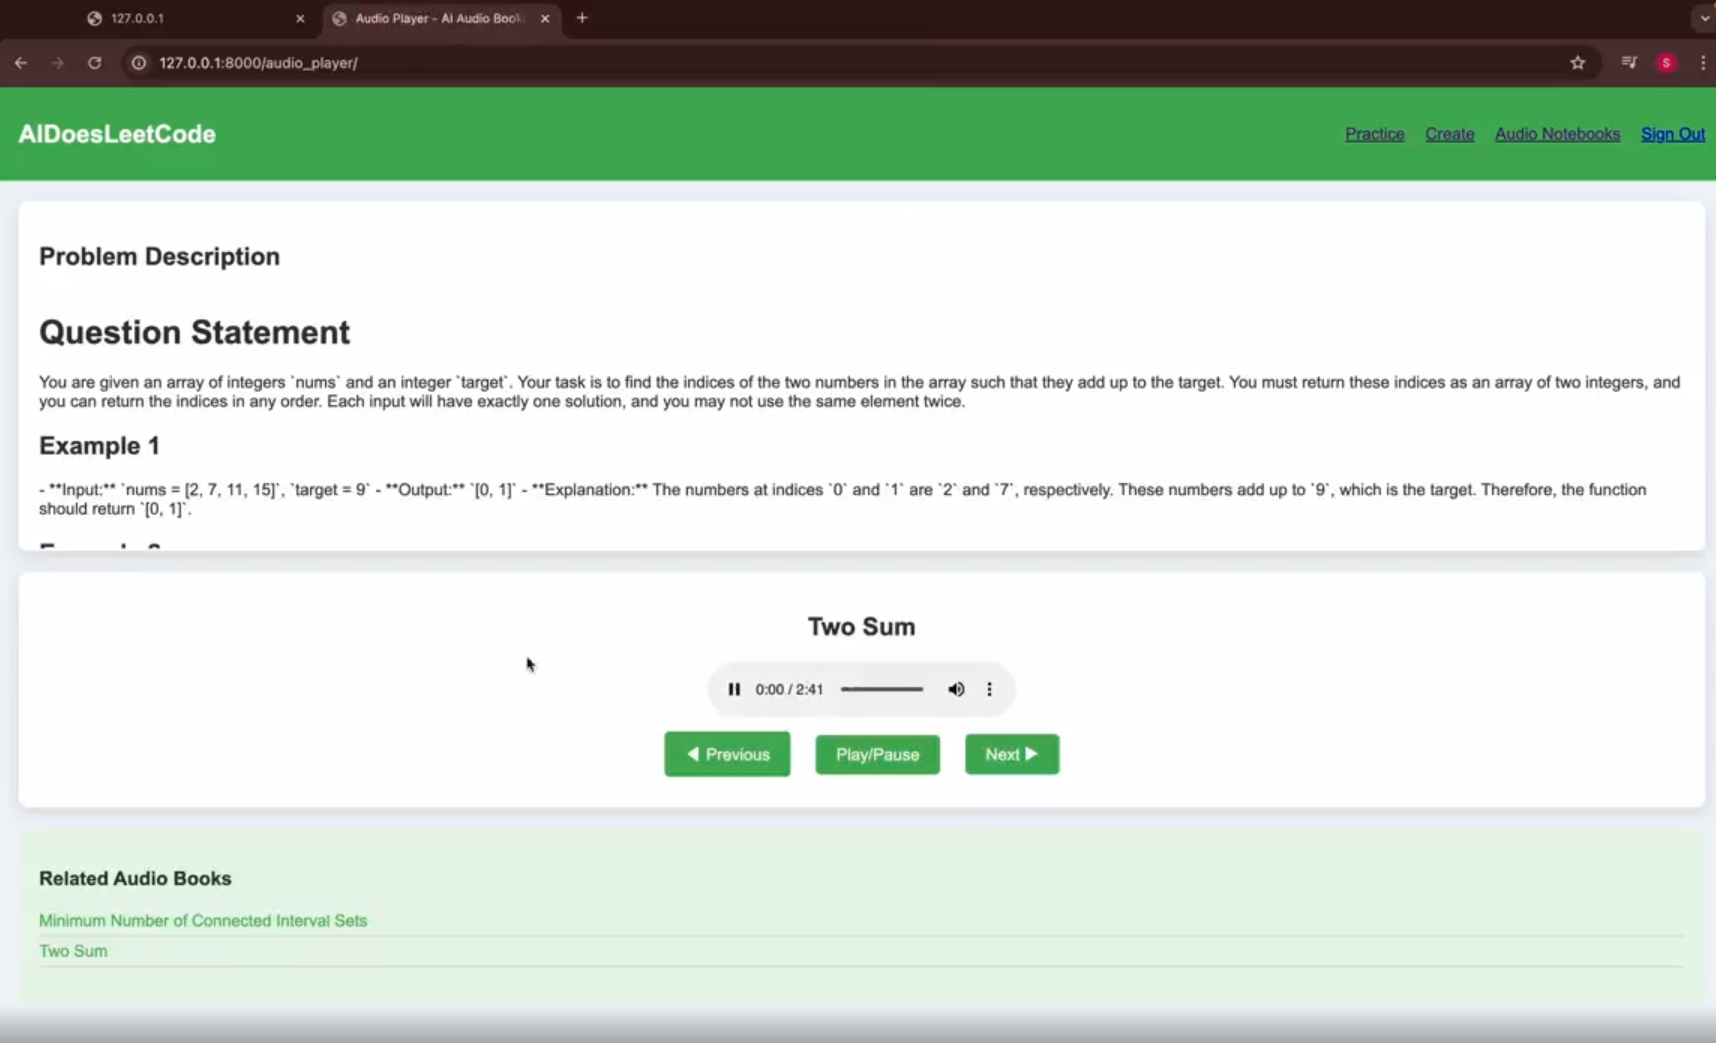 127.0.0.1
Audio Player - AI Audio Book
127.0.0.1:8000/audio_player/
S
AIDoesLeetCode
Practice Create Audio Notebooks Sign Out
Problem Description
Question Statement
You are given an array of integers `nums` and an integer `target`. Your task is to find the indices of the two numbers in the array such that they add up to the target. You must return these indices as an array of two integers, and
you can return the indices in any order. Each input will have exactly one solution, and you may not use the same element twice.
Example 1
- **Input:** `nums = [2, 7, 11, 15]`, `target = 9` - **Output:** `[0, 1]` - **Explanation:** The numbers at indices `0` and `1` are `2` and `7`, respectively. These numbers add up to `9`, which is the target. Therefore, the function
should return `[0, 1]`.
Two Sum
0:00 / 2:41
Previous Play/Pause Next
Related Audio Books
Minimum Number of Connected Interval Sets
Two Sum